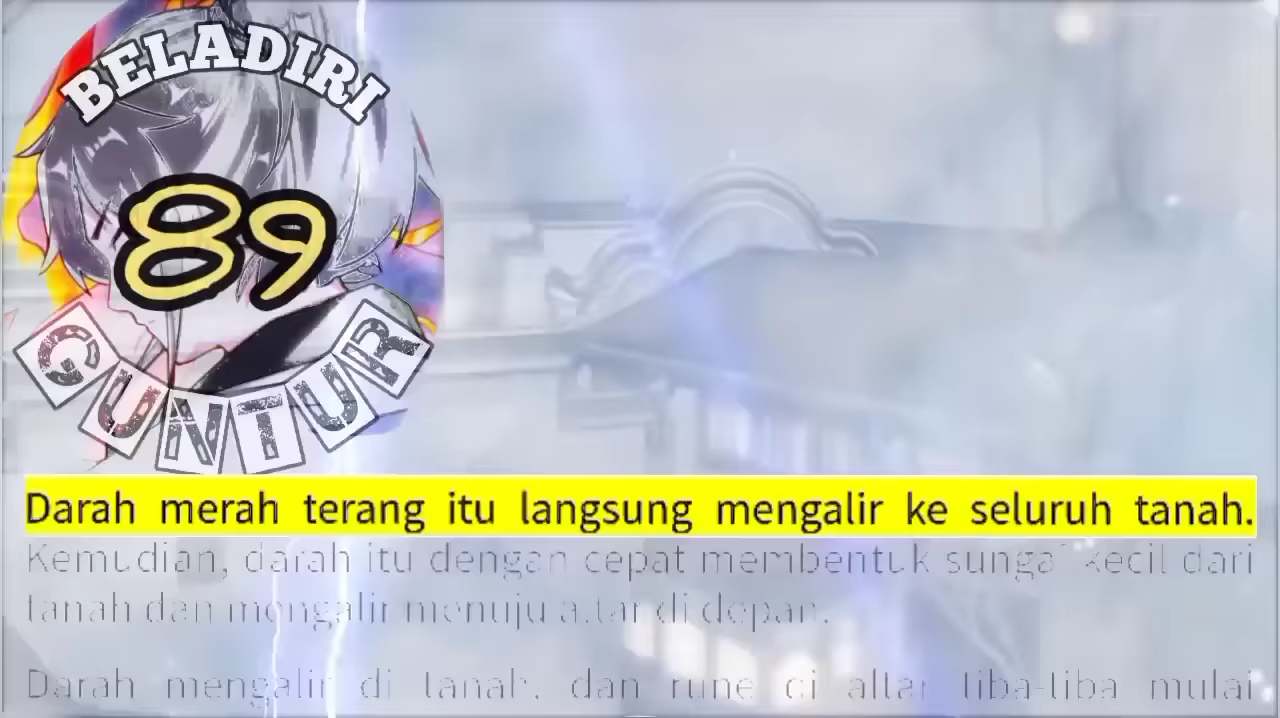 BELADIRI
89
GUNTUR
Darah merah terang itu langsung mengalir ke seluruh tanah.
Kemudian, darah itu dengan cepat membentuk sungai kecil dari
tanah dan mengalir menuju altar di depan.
Darah mengalir di tanah, dan rune di altar tiba-tiba mulai